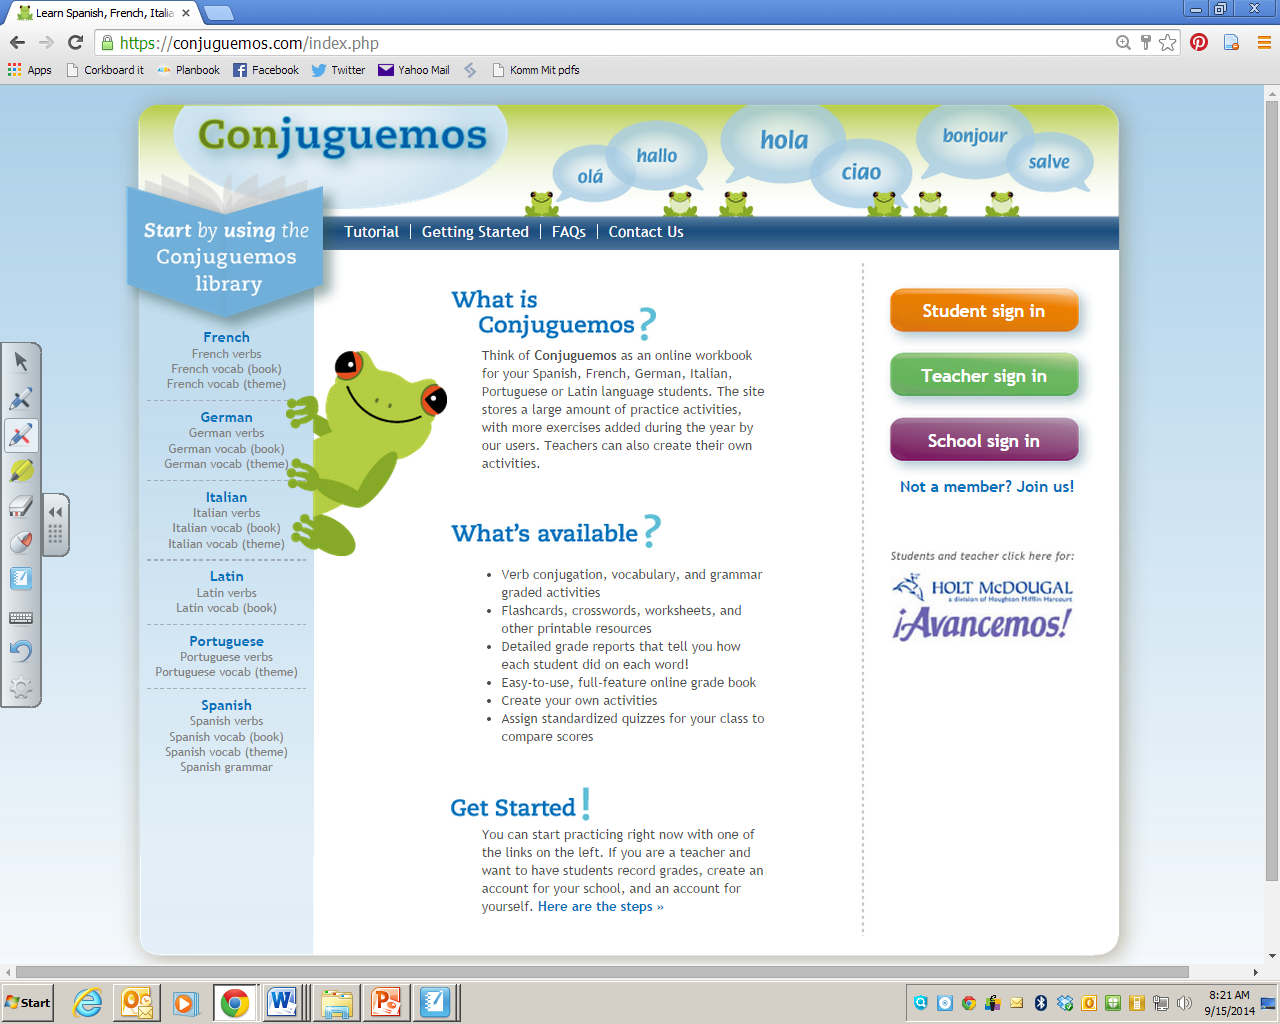 Learn Spanish, French, Italia
https://conjuguemos.com/index.php
Apps
Corkboard it
Planbook
Facebook
Twitter
Yahoo Mail
Komm Mit pdfs
Conjuguemos
olá
hallo
hola
ciao
bonjour
salve
Start by using the
Conjuguemos
library
Tutorial
Getting Started
FAQs
Contact Us
French
French verbs
French vocab (book)
French vocab (theme)
German
German verbs
German vocab (book)
German vocab (theme)
Italian
Italian verbs
Italian vocab (book)
Italian vocab (theme)
Latin
Latin verbs
Latin vocab (book)
Portuguese
Portuguese verbs
Portuguese vocab (theme)
Spanish
Spanish verbs
Spanish vocab (book)
Spanish vocab (theme)
Spanish grammar
What is
Conjuguemos?
Think of Conjuguemos as an online workbook
for your Spanish, French, German, Italian,
Portuguese or Latin language students. The site
stores a large amount of practice activities,
with more exercises added during the year by
our users. Teachers can also create their own
activities.
What's available?
• Verb conjugation, vocabulary, and grammar
graded activities
• Flashcards, crosswords, worksheets, and
other printable resources
• Detailed grade reports that tell you how
each student did on each word!
• Easy-to-use, full-feature online grade book
• Create your own activities
• Assign standardized quizzes for your class to
compare scores
Get Started!
You can start practicing right now with one of
the links on the left. If you are a teacher and
want to have students record grades, create an
account for your school, and an account for
yourself. Here are the steps »
Student sign in
Teacher sign in
School sign in
Not a member? Join us!
Students and teacher click here for:
HOLT McDOUGAL
a division of Houghton Mifflin Harcourt
¡Avancemos!
Start
8:21 AM
9/15/2014